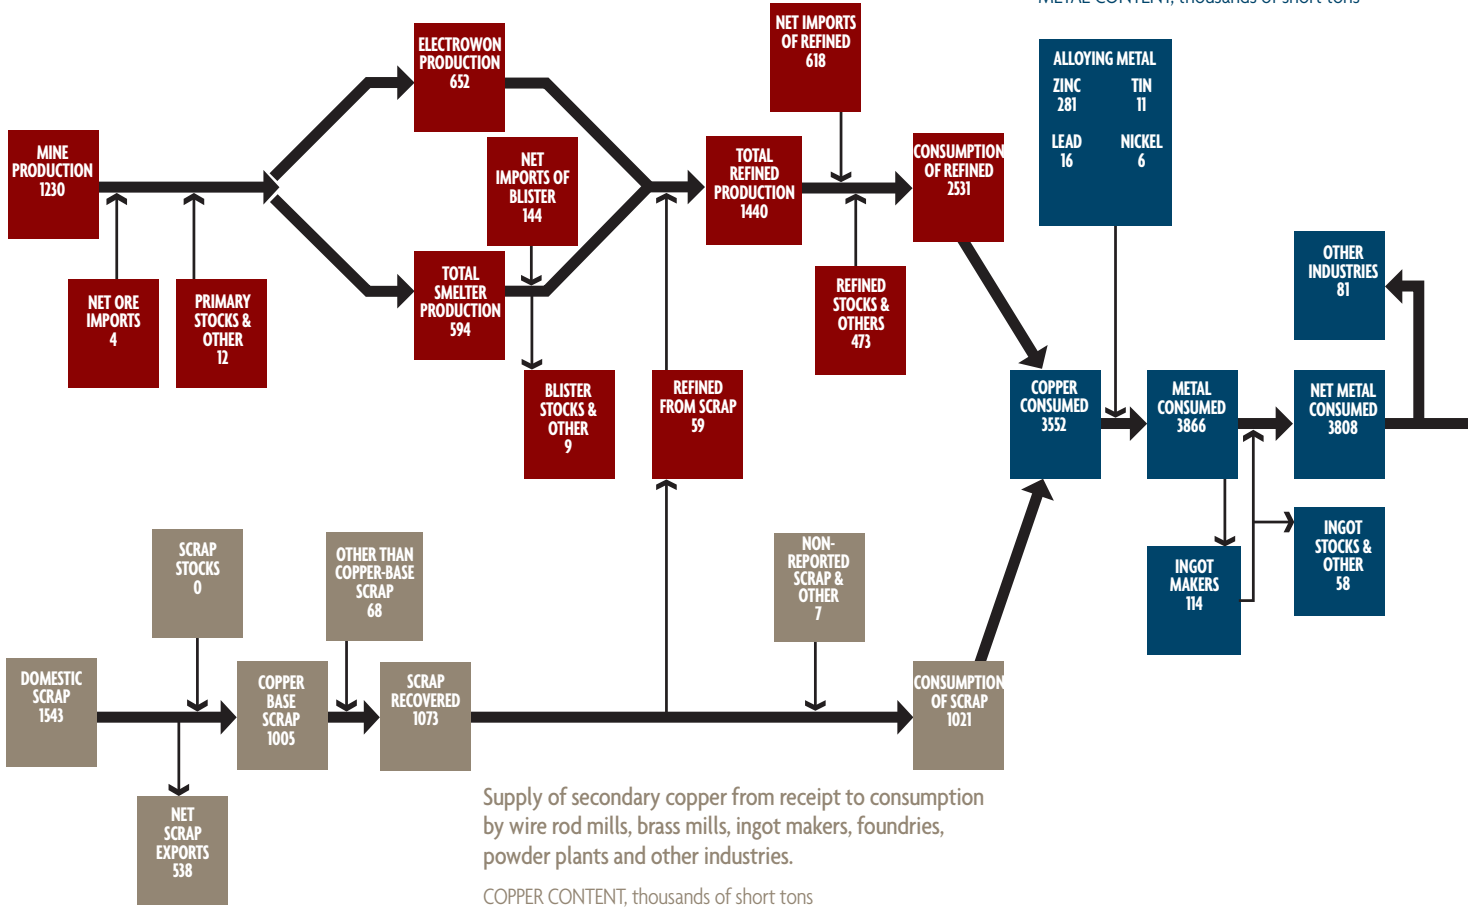 METAL CONTENT, thousands of short tons
NET IMPORTS
OF REFINED
618
ELECTROWON
PRODUCTION
652
ALLOYING METAL
ZINC
281
TIN
11
LEAD
16
NICKEL
6
MINE
PRODUCTION
1230
NET
IMPORTS OF
BLISTER
144
TOTAL
REFINED
PRODUCTION
1440
CONSUMPTION
OF REFINED
2531
OTHER
INDUSTRIES
81
NET ORE
IMPORTS
4
PRIMARY
STOCKS &
OTHER
12
TOTAL
SMELTER
PRODUCTION
594
REFINED
STOCKS &
OTHERS
473
BLISTER
STOCKS &
OTHER
9
REFINED
FROM SCRAP
59
COPPER
CONSUMED
3552
METAL
CONSUMED
3866
NET METAL
CONSUMED
3808
SCRAP
STOCKS
0
OTHER THAN
COPPER-BASE
SCRAP
68
NON-
REPORTED
SCRAP &
OTHER
7
INGOT
MAKERS
114
INGOT
STOCKS &
OTHER
58
DOMESTIC
SCRAP
1543
COPPER
BASE
SCRAP
1005
SCRAP
RECOVERED
1073
CONSUMPTION
OF SCRAP
1021
NET
SCRAP
EXPORTS
538
Supply of secondary copper from receipt to consumption
by wire rod mills, brass mills, ingot makers, foundries,
powder plants and other industries.
COPPER CONTENT, thousands of short tons